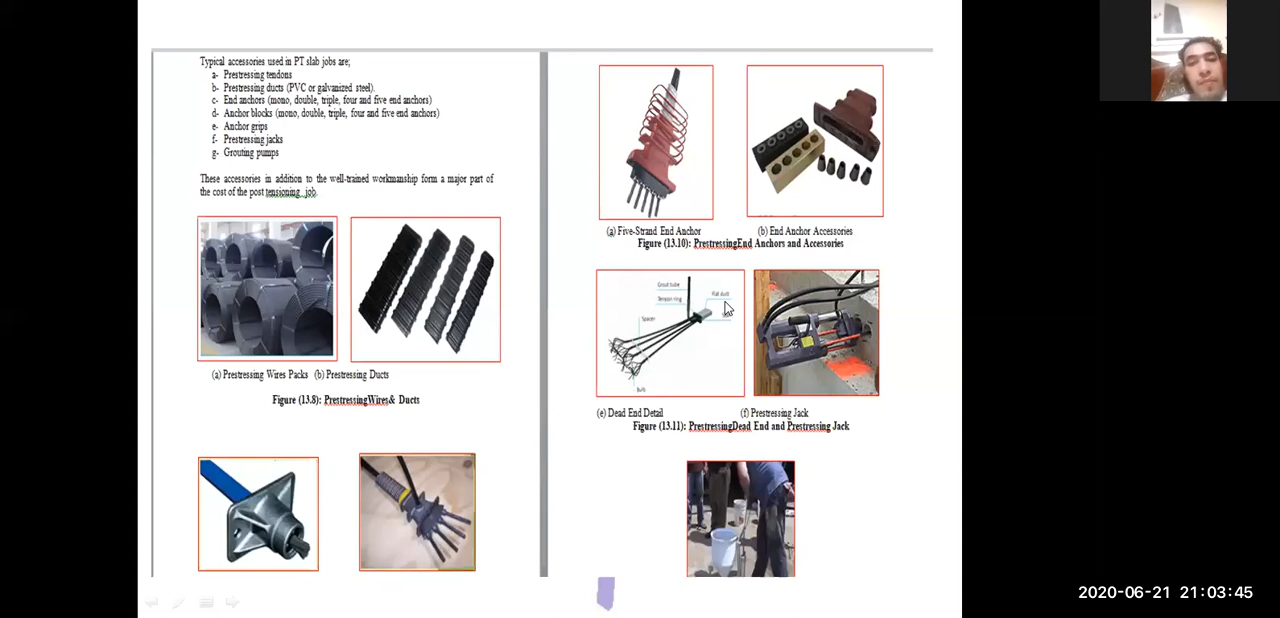 Typical accessories used in PT slab jobs are;
a- Prestressing tendons
b- Prestressing ducts (PVC or galvanized steel).
c- End anchors (mono, double, triple, four and five end anchors)
d- Anchor blocks (mono, double, triple, four and five end anchors)
e- Anchor grips
f- Prestressing jacks
g- Grouting pumps
These accessories in addition to the well-trained workmanship form a major part of
the cost of the post tensioning job.
(a) Prestressing Wires Packs (b) Prestressing Ducts
Figure (13.8): PrestressingWires& Ducts
(a) Five-Strand End Anchor (b) End Anchor Accessories
Figure (13.10): PrestressingEnd Anchors and Accessories
Grout tube
Tension ring
Flat duct
Spacer
Bulb
(e) Dead End Detail (f) Prestressing Jack
Figure (13.11): PrestressingDead End and Prestressing Jack
2020-06-21 21:03:45